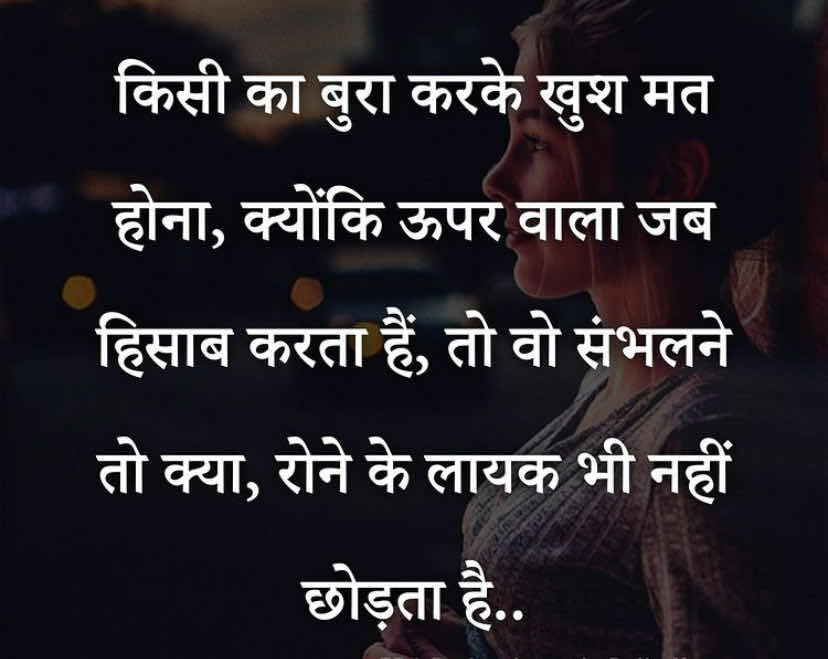 किसी का बुरा करके खुश मत
होना, क्योंकि ऊपर वाला जब
हिसाब करता हैं, तो वो संभलने
तो क्या, रोने के लायक भी नहीं
छोड़ता है..